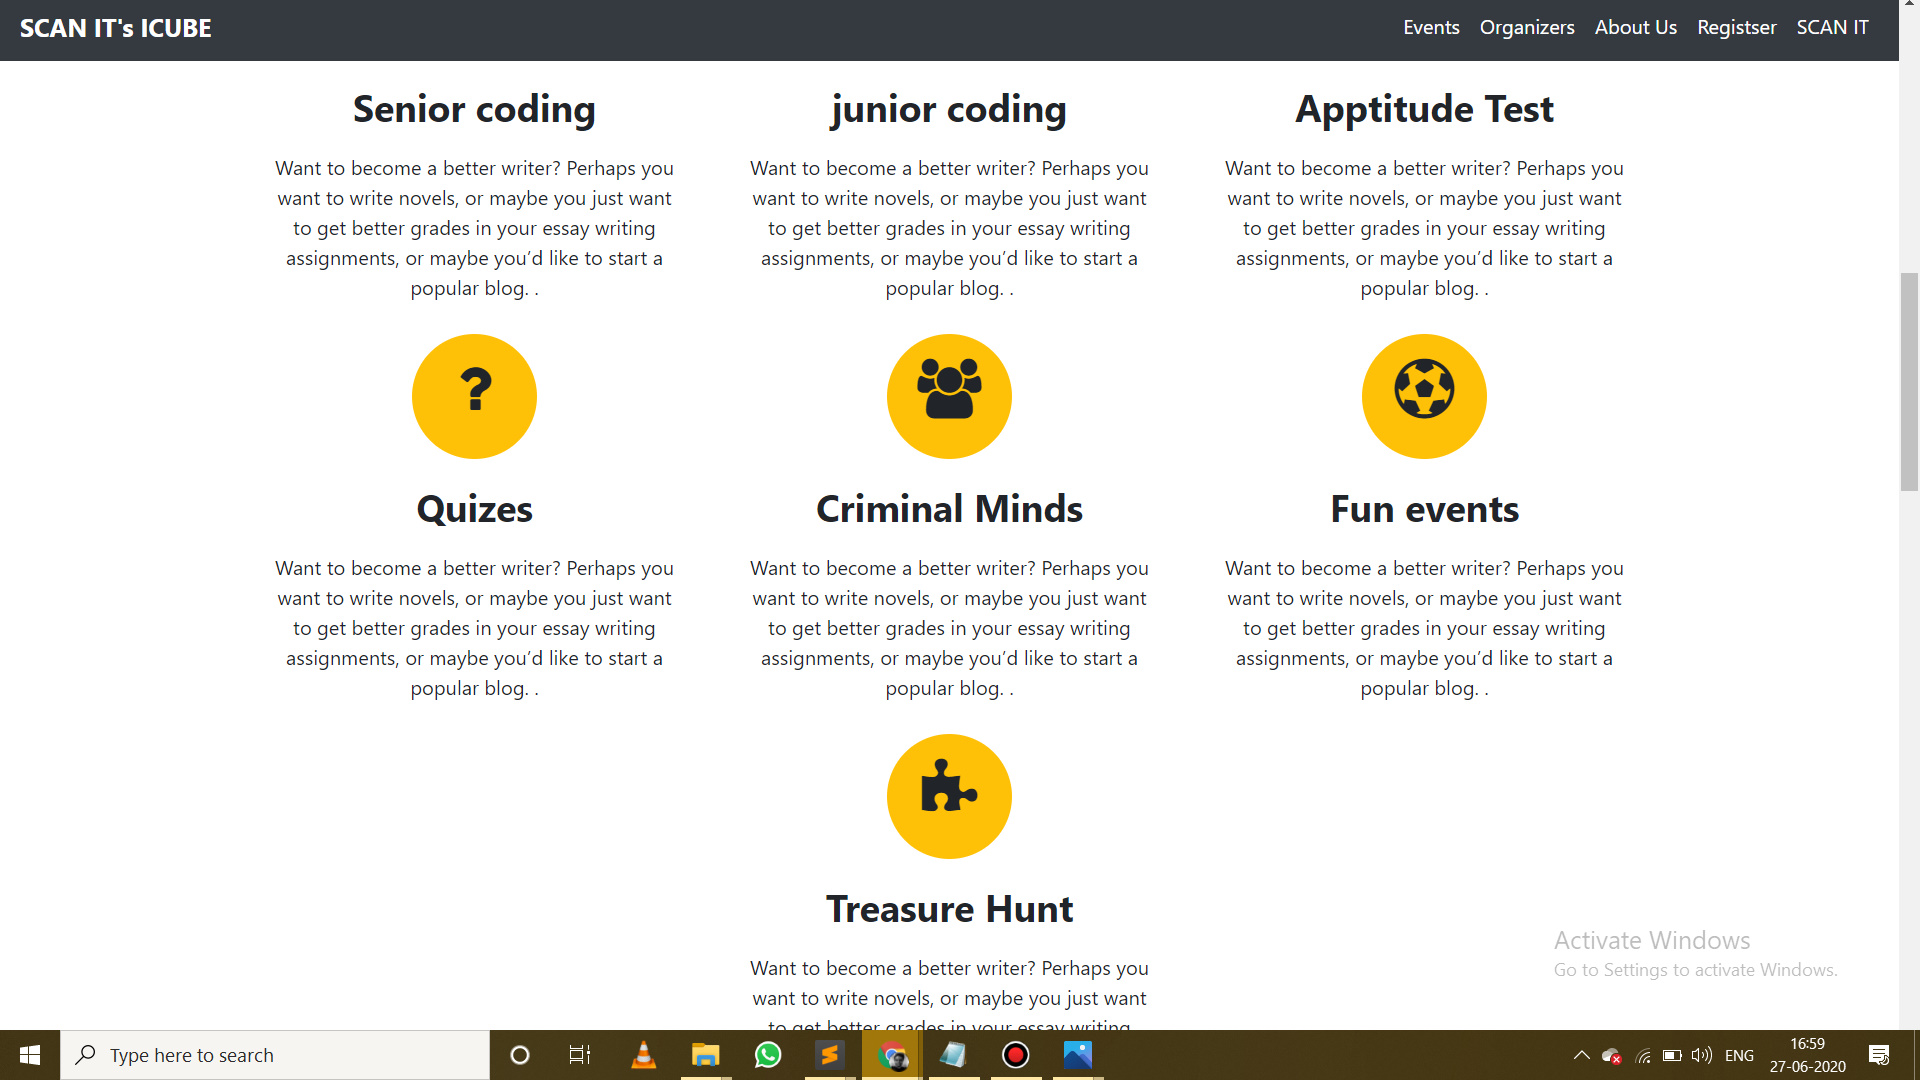 SCAN IT's ICUBE
Events Organizers About Us Registser SCAN IT
Senior coding
Want to become a better writer? Perhaps you
want to write novels, or maybe you just want
to get better grades in your essay writing
assignments, or maybe you’d like to start a
popular blog. .
junior coding
Want to become a better writer? Perhaps you
want to write novels, or maybe you just want
to get better grades in your essay writing
assignments, or maybe you’d like to start a
popular blog. .
Apptitude Test
Want to become a better writer? Perhaps you
want to write novels, or maybe you just want
to get better grades in your essay writing
assignments, or maybe you’d like to start a
popular blog. .
?
Quizes
Want to become a better writer? Perhaps you
want to write novels, or maybe you just want
to get better grades in your essay writing
assignments, or maybe you’d like to start a
popular blog. .
Criminal Minds
Want to become a better writer? Perhaps you
want to write novels, or maybe you just want
to get better grades in your essay writing
assignments, or maybe you’d like to start a
popular blog. .
Fun events
Want to become a better writer? Perhaps you
want to write novels, or maybe you just want
to get better grades in your essay writing
assignments, or maybe you’d like to start a
popular blog. .
Treasure Hunt
Want to become a better writer? Perhaps you
want to write novels, or maybe you just want
to get better grades in your essay writing
Activate Windows
Go to Settings to activate Windows.
Type here to search
ENG
16:59
27-06-2020